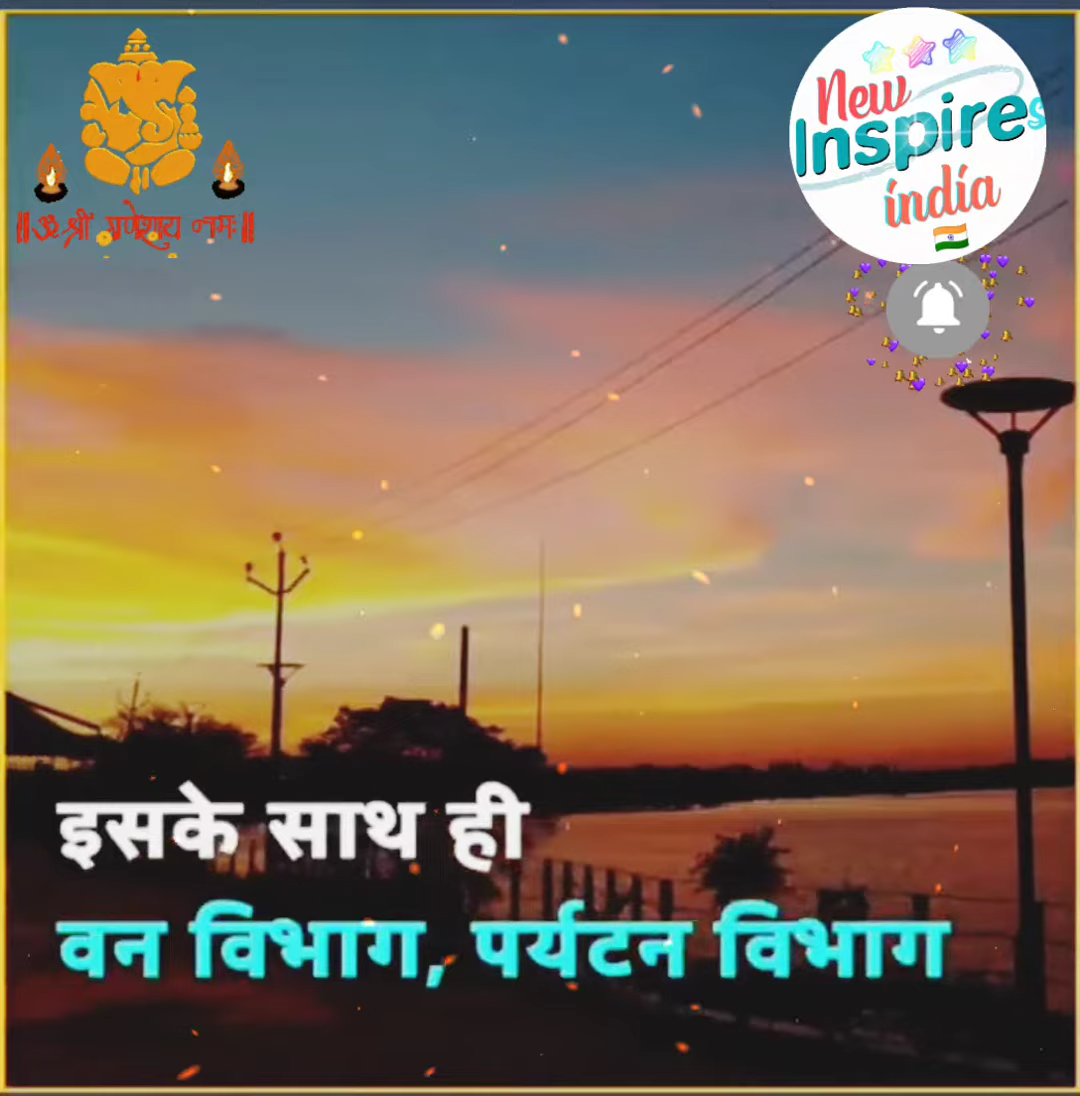 ॥ॐ श्री गणेशाय नमः॥
New
Inspires
india
इसके साथ ही
वन विभाग, पर्यटन विभाग